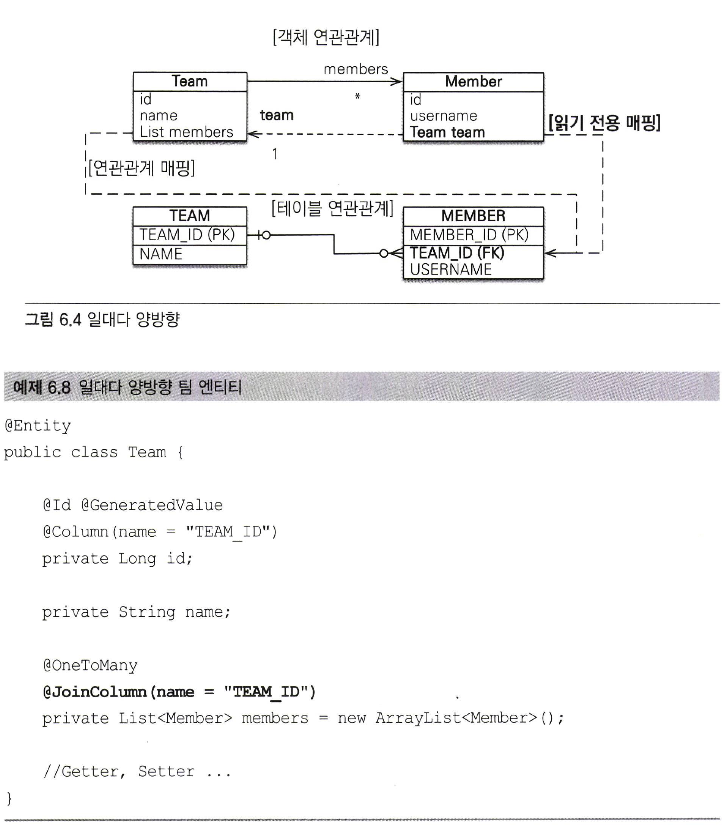 [객체 연관관계]
members
Team
Member
*
id
name
List members
id
username
Team team
team
1
[읽기 전용 매핑]
[연관관계 매핑]
[테이블 연관관계]
TEAM
TEAM_ID (PK)
NAME
MEMBER
MEMBER_ID (PK)
TEAM_ID (FK)
USERNAME
그림 6.4 일대다 양방향
예제 6.8 일대다 양방향 팀 엔티티
@Entity
public class Team {
@Id @GeneratedValue
@Column(name = "TEAM_ID")
private Long id;
private String name;
@OneToMany
@JoinColumn(name = "TEAM_ID")
private List<Member> members = new ArrayList<Member>();
//Getter, Setter ...
}